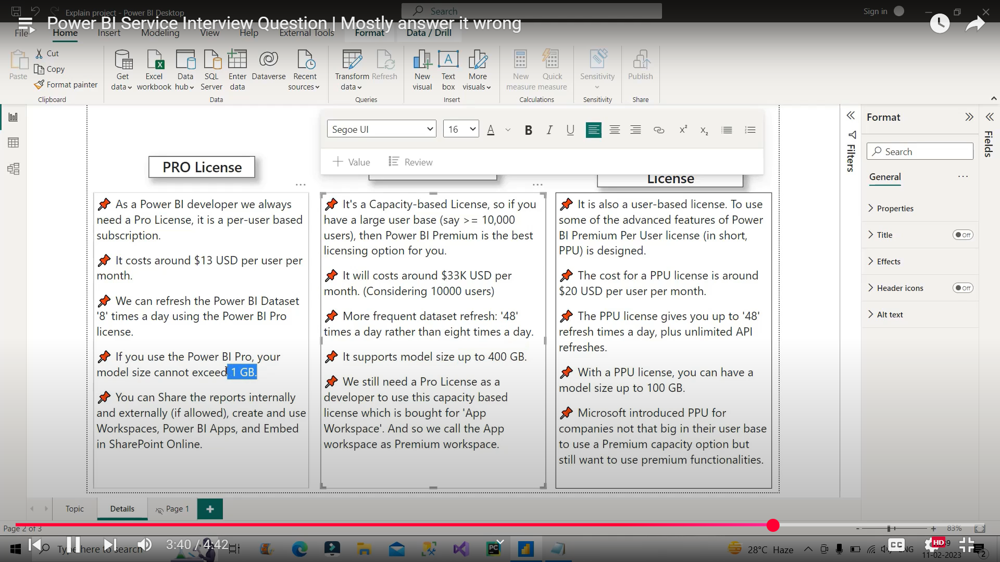 Explain project - Power BI Desktop
Search
Sign in
Power BI Service Interview Question | Mostly answer it wrong
File Home Insert Modeling View Help External Tools Format Data / Drill
Paste
Cut
Copy
Format painter
Clipboard
Get data
Excel workbook
Data hub
SQL Server
Enter data
Dataverse
Recent sources
Data
Transform data
Refresh
Queries
New visual
Text box
More visuals
Insert
New measure
Quick measure
Calculations
Sensitivity
Sensitivity
Publish
Share
Segoe UI
16
A
B I U
Value
Review
PRO License
License
As a Power BI developer we always
need a Pro License, it is a per-user based
subscription.
It costs around $13 USD per user per
month.
We can refresh the Power BI Dataset
'8' times a day using the Power BI Pro
license.
If you use the Power BI Pro, your
model size cannot exceed 1 GB.
You can Share the reports internally
and externally (if allowed), create and use
Workspaces, Power BI Apps, and Embed
in SharePoint Online.
It's a Capacity-based License, so if you
have a large user base (say >= 10,000
users), then Power BI Premium is the best
licensing option for you.
It will costs around $33K USD per
month. (Considering 10000 users)
More frequent dataset refresh: '48'
times a day rather than eight times a day.
It supports model size up to 400 GB.
We still need a Pro License as a
developer to use this capacity based
license which is bought for 'App
Workspace'. And so we call the App
workspace as Premium workspace.
It is also a user-based license. To use
some of the advanced features of Power
BI Premium Per User license (in short,
PPU) is designed.
The cost for a PPU license is around
$20 USD per user per month.
The PPU license gives you up to '48'
refresh times a day, plus unlimited API
refreshes.
With a PPU license, you can have a
model size up to 100 GB.
Microsoft introduced PPU for
companies not that big in their user base
to use a Premium capacity option but
still want to use premium functionalities.
Filters
Format
Search
General
Properties
Title Off
Effects
Header icons Off
Alt text
Fields
Topic
Details
Page 1
Page 2 of 3
83%
Type here to search
3:40 / 4:42
PC
28°C Haze
CC
HD
11-02-2023
2